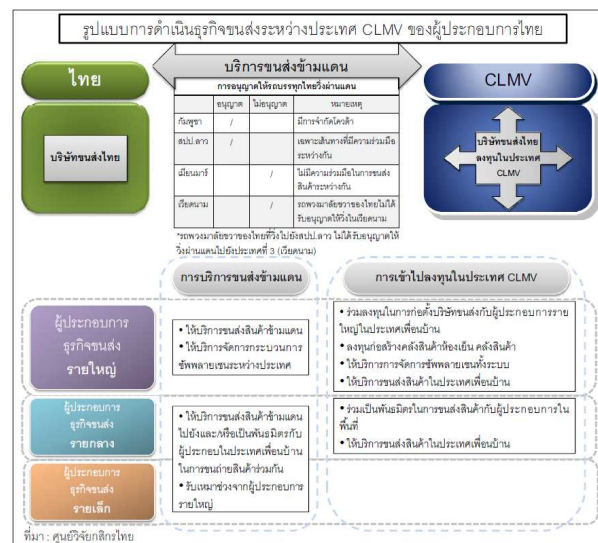 รูปแบบการดำเนินธุรกิจขนส่งระหว่างประเทศ CLMV ของผู้ประกอบการไทย
ไทย
บริการขนส่งข้ามแดน
CLMV
การอนุญาตให้รถบรรทุกไทยวิ่งผ่านแดน
อนุญาต ไม่อนุญาต หมายเหตุ
กัมพูชา / มีการจำกัดโควต้า
สปป.ลาว / เฉพาะเส้นทางที่มีความร่วมมือ
ระหว่างกัน
เมียนมาร์ / ไม่มีความร่วมมือในการขนส่ง
สินค้าระหว่างกัน
เวียดนาม / รถพวงมาลัยขวาของไทยไม่ได้
รับอนุญาตให้วิ่งในเวียดนาม
*รถพวงมาลัยขวาของไทยที่วิ่งไปยังสปป.ลาว ไม่ได้รับอนุญาตให้
วิ่งผ่านแดนไปยังประเทศที่ 3 (เวียดนาม)
บริษัทขนส่งไทย
บริษัทขนส่งไทย
ลงทุนในประเทศ
CLMV
การบริการขนส่งข้ามแดน
การเข้าไปลงทุนในประเทศ CLMV
ผู้ประกอบการ
ธุรกิจขนส่ง
รายใหญ่
• ให้บริการขนส่งสินค้าข้ามแดน
• ให้บริการจัดการกระบวนการ
ซัพพลายเชนระหว่างประเทศ
• ร่วมลงทุนในการก่อตั้งบริษัทขนส่งกับผู้ประกอบการราย
ใหญ่ในประเทศเพื่อนบ้าน
• ลงทุนก่อสร้างคลังสินค้าห้องเย็น คลังสินค้า
• ให้บริการการจัดการซัพพลายเชนทั้งระบบ
• ให้บริการขนส่งสินค้าในประเทศเพื่อนบ้าน
ผู้ประกอบการ
ธุรกิจขนส่ง
รายกลาง
• ให้บริการขนส่งสินค้าข้ามแดน
ไปยังและ/หรือเป็นพันธมิตรกับ
ผู้ประกอบในประเทศเพื่อนบ้าน
ในการขนถ่ายสินค้าร่วมกัน
• รับเหมาช่วงจากผู้ประกอบการ
รายใหญ่
• ร่วมเป็นพันธมิตรในการขนส่งสินค้ากับผู้ประกอบการใน
พื้นที่
• ให้บริการขนส่งสินค้าในประเทศเพื่อนบ้าน
ผู้ประกอบการ
ธุรกิจขนส่ง
รายเล็ก
ที่มา : ศูนย์วิจัยกสิกรไทย